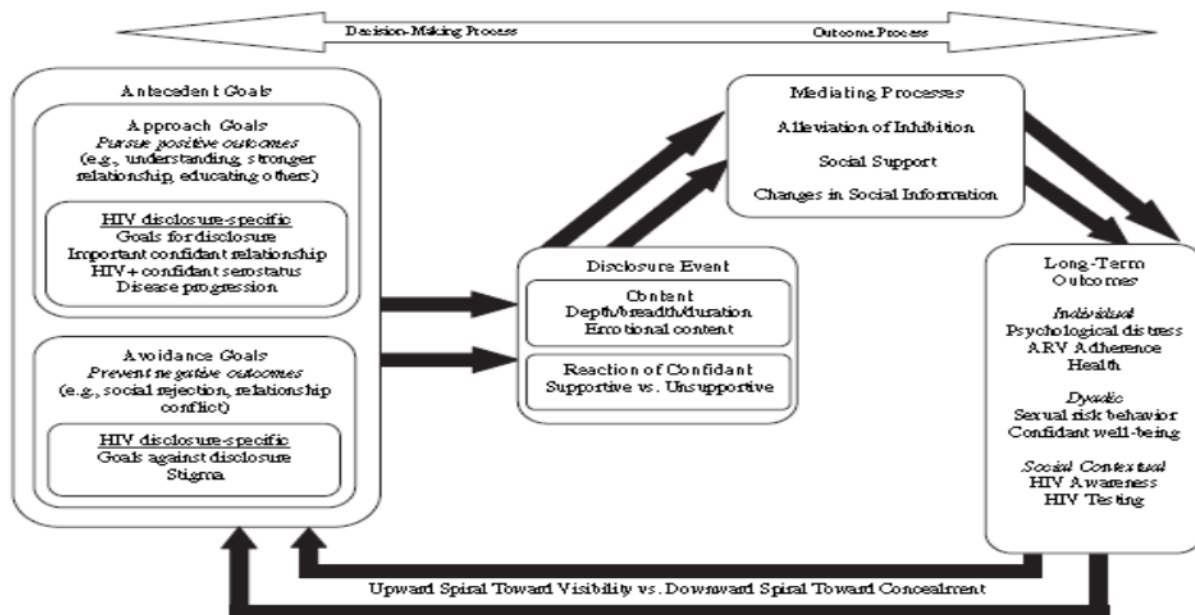 Decision-Making Process
Outcome Process
Antecedent Goals
Approach Goals
Pursue positive outcomes
(e.g., understanding, stronger
relationship, educating others)
HIV disclosure-specific
Goals for disclosure
Important confidant relationship
HIV+ confidant serostatus
Disease progression
Avoidance Goals
Prevent negative outcomes
(e.g., social rejection, relationship
conflict)
HIV disclosure-specific
Goals against disclosure
Stigma
Disclosure Event
Content
Depth/breadth/duration
Emotional content
Reaction of Confidant
Supportive vs. Unsupportive
Mediating Processes
Alleviation of Inhibition
Social Support
Changes in Social Information
Long-Term
Outcomes
Individual
Psychological distress
ARV Adherence
Health
Dyadic
Sexual risk behavior
Confidant well-being
Social Contextual
HIV Awareness
HIV Testing
Upward Spiral Toward Visibility vs. Downward Spiral Toward Concealment